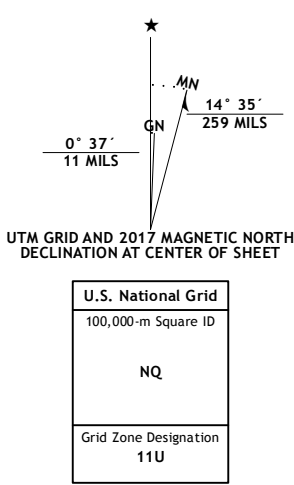 ★
MN
GN
14° 35´
259 MILS
0° 37´
11 MILS
UTM GRID AND 2017 MAGNETIC NORTH
DECLINATION AT CENTER OF SHEET
U.S. National Grid
100,000-m Square ID
NQ
Grid Zone Designation
11U